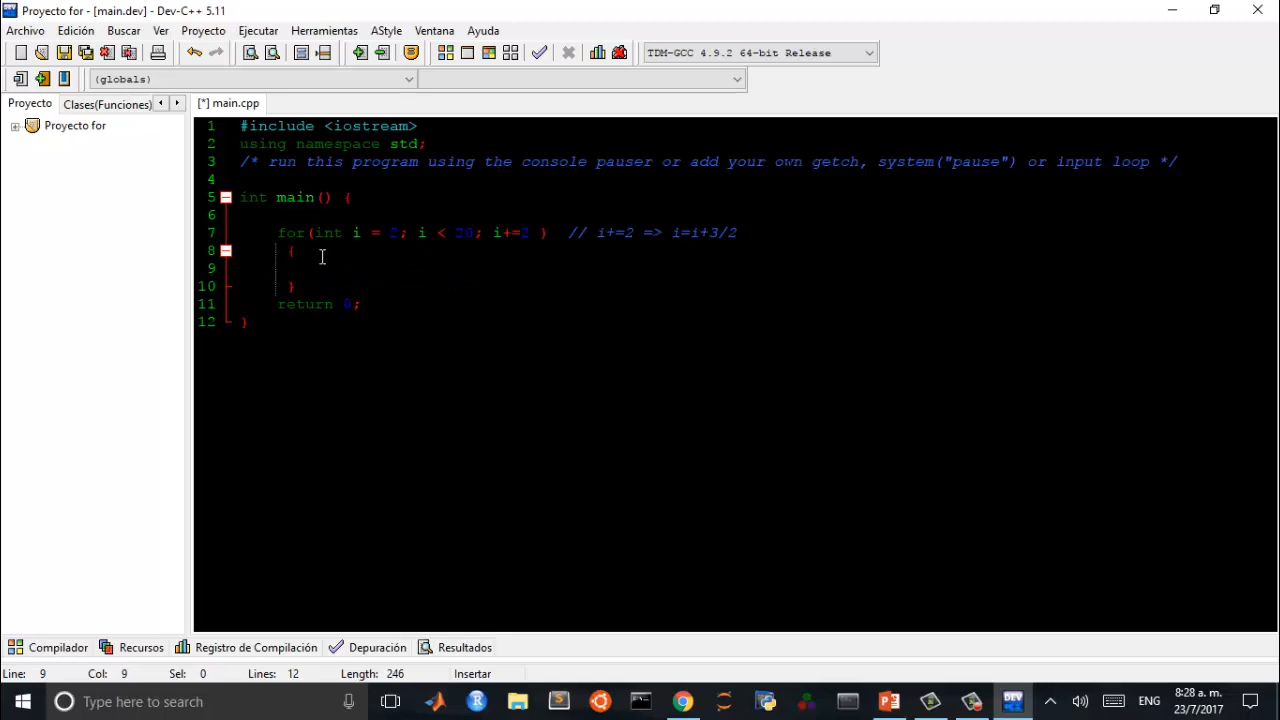 Proyecto for - [main.dev] - Dev-C++ 5.11
Archivo Edición Buscar Ver Proyecto Ejecutar Herramientas AStyle Ventana Ayuda
TDM-GCC 4.9.2 64-bit Release
(globals)
Proyecto Clases(Funciones) [*] main.cpp
Proyecto for
1 #include <iostream>
2 using namespace std;
3 /* run this program using the console pauser or add your own getch, system("pause") or input loop */
4
5 int main() {
6
7 for(int i = 2; i < 20; i+=2 ) // i+=2 => i=i+3/2
8 {
9
10 }
11 return 0;
12 }
Compilador Recursos Registro de Compilación Depuración Resultados
Line: 9 Col: 9 Sel: 0 Lines: 12 Length: 246 Insertar
Type here to search
ENG
8:28 a. m.
23/7/2017